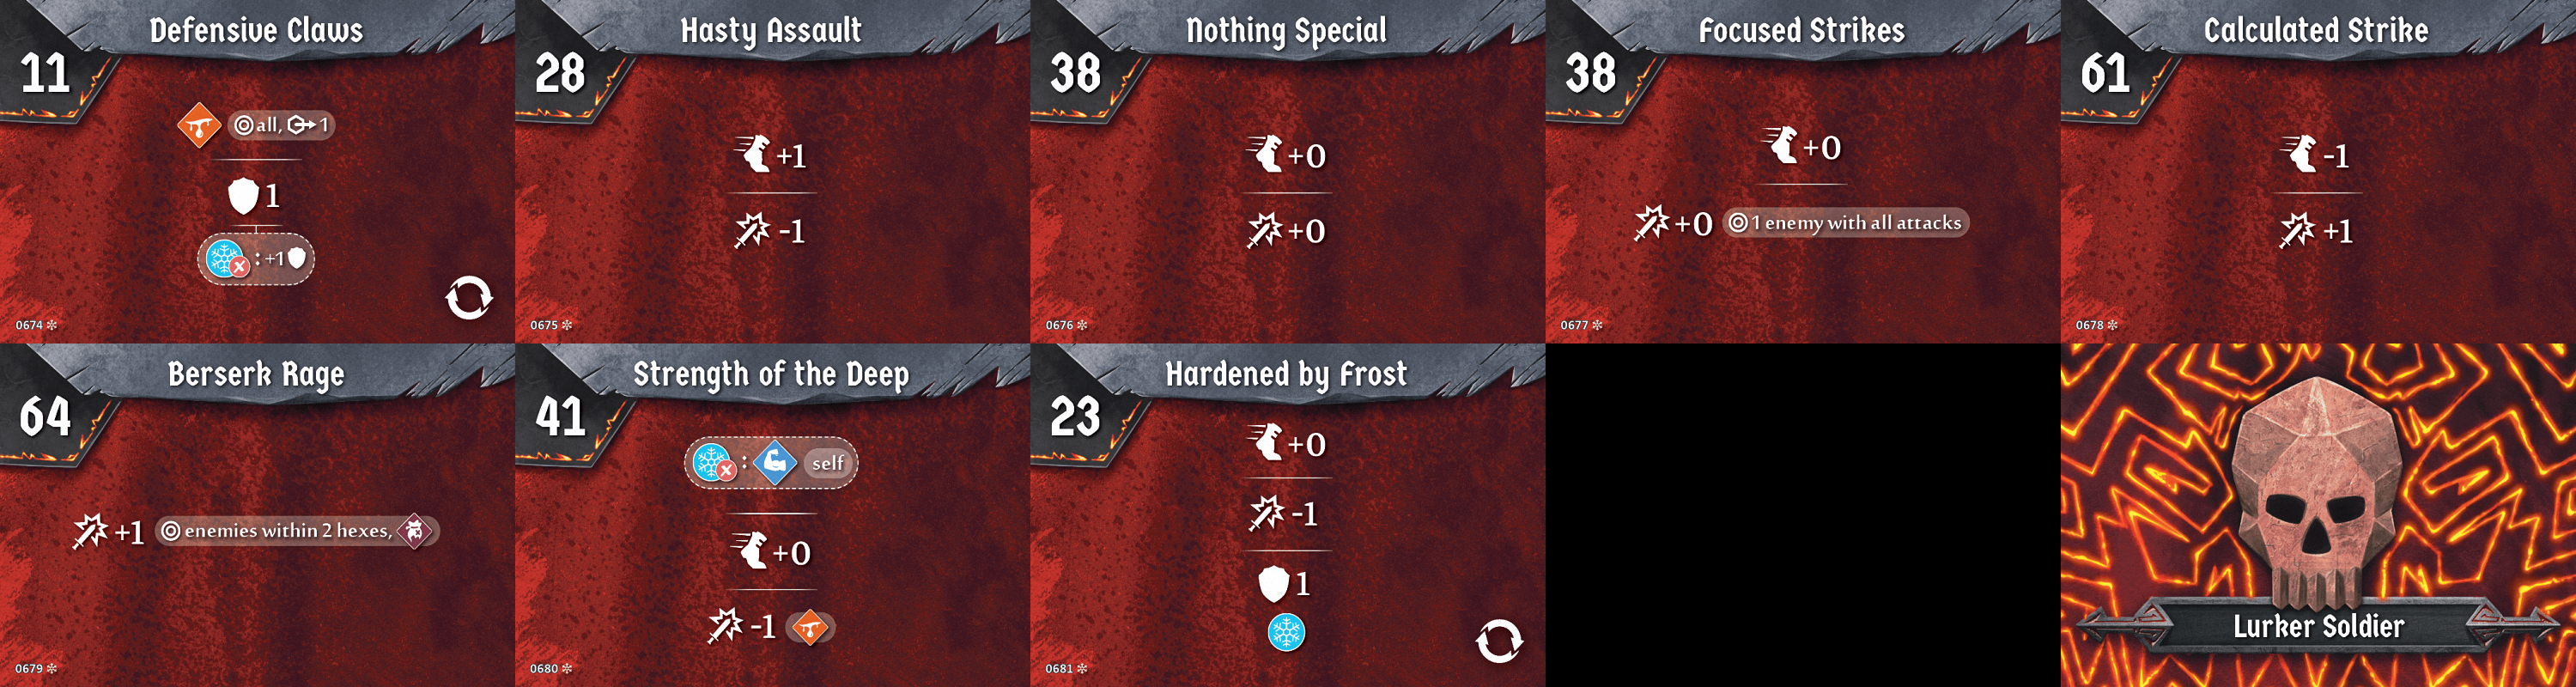 Defensive Claws
11
all, 1
1
: +1
0674
Hasty Assault
28
+1
-1
0675
Nothing Special
38
+0
+0
0676
Focused Strikes
38
+0
+0 1 enemy with all attacks
0677
Calculated Strike
61
-1
+1
0678
Berserk Rage
64
+1 enemies within 2 hexes,
0679
Strength of the Deep
41
: self
+0
-1
0680
Hardened by Frost
23
+0
-1
1
0681
Lurker Soldier